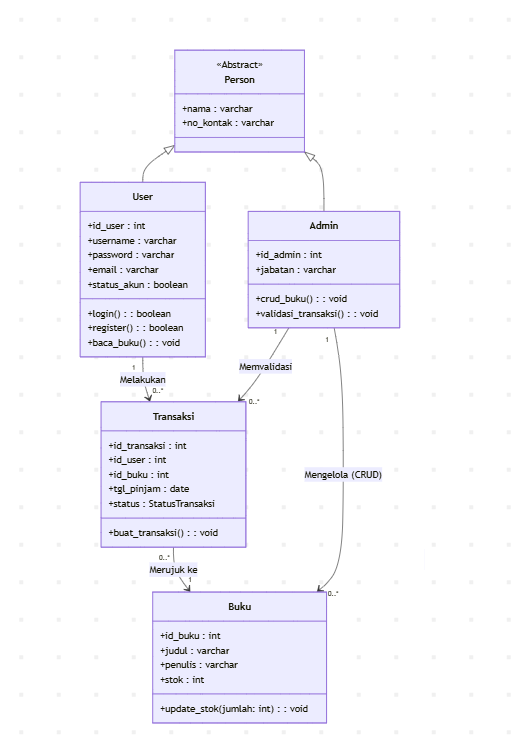 «Abstract»
Person
+nama : varchar
+no_kontak : varchar
User
+id_user : int
+username : varchar
+password : varchar
+email : varchar
+status_akun : boolean
+login() : : boolean
+register() : : boolean
+baca_buku() : : void
Admin
+id_admin : int
+jabatan : varchar
+crud_buku() : : void
+validasi_transaksi() : : void
1
Melakukan
0..*
1
Memvalidasi
0..*
1
Mengelola (CRUD)
0..*
Transaksi
+id_transaksi : int
+id_user : int
+id_buku : int
+tgl_pinjam : date
+status : StatusTransaksi
+buat_transaksi() : : void
0..*
Merujuk ke
1
Buku
+id_buku : int
+judul : varchar
+penulis : varchar
+stok : int
+update_stok(jumlah: int) : : void